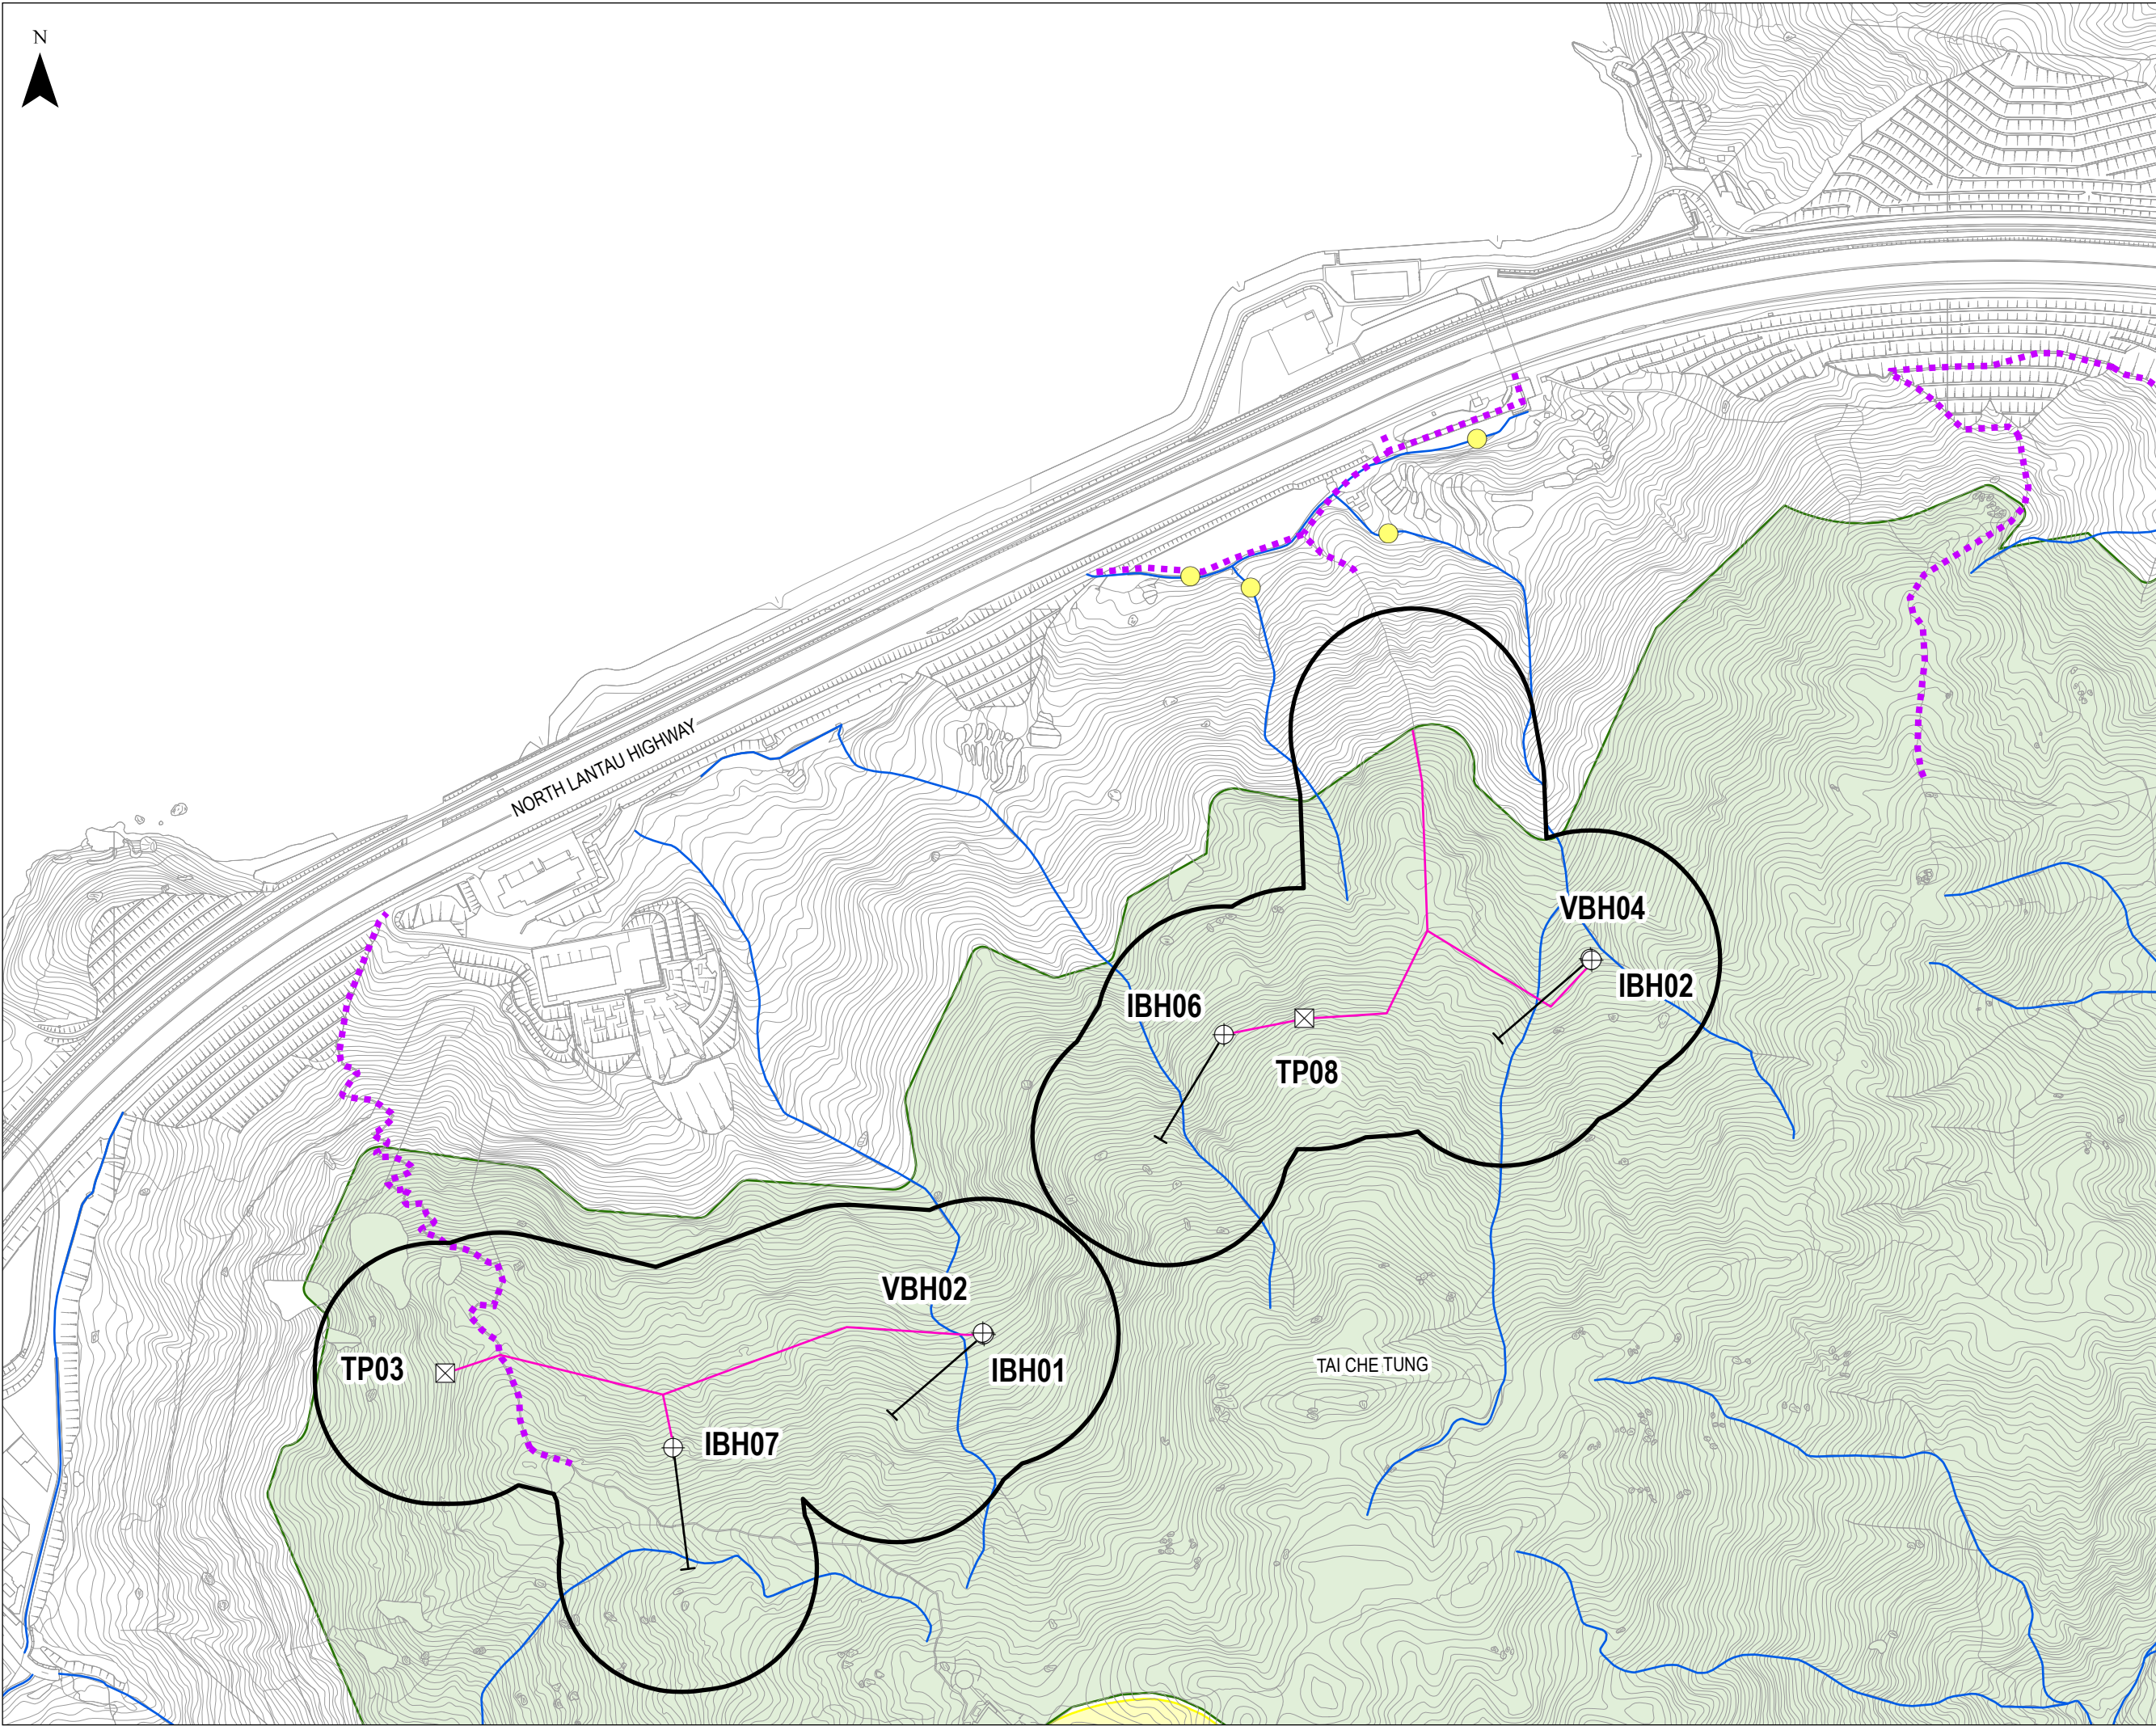 N
NORTH LANTAU HIGHWAY
VBH04
IBH02
IBH06
TP08
VBH02
TAI CHE TUNG
TP03
IBH01
IBH07